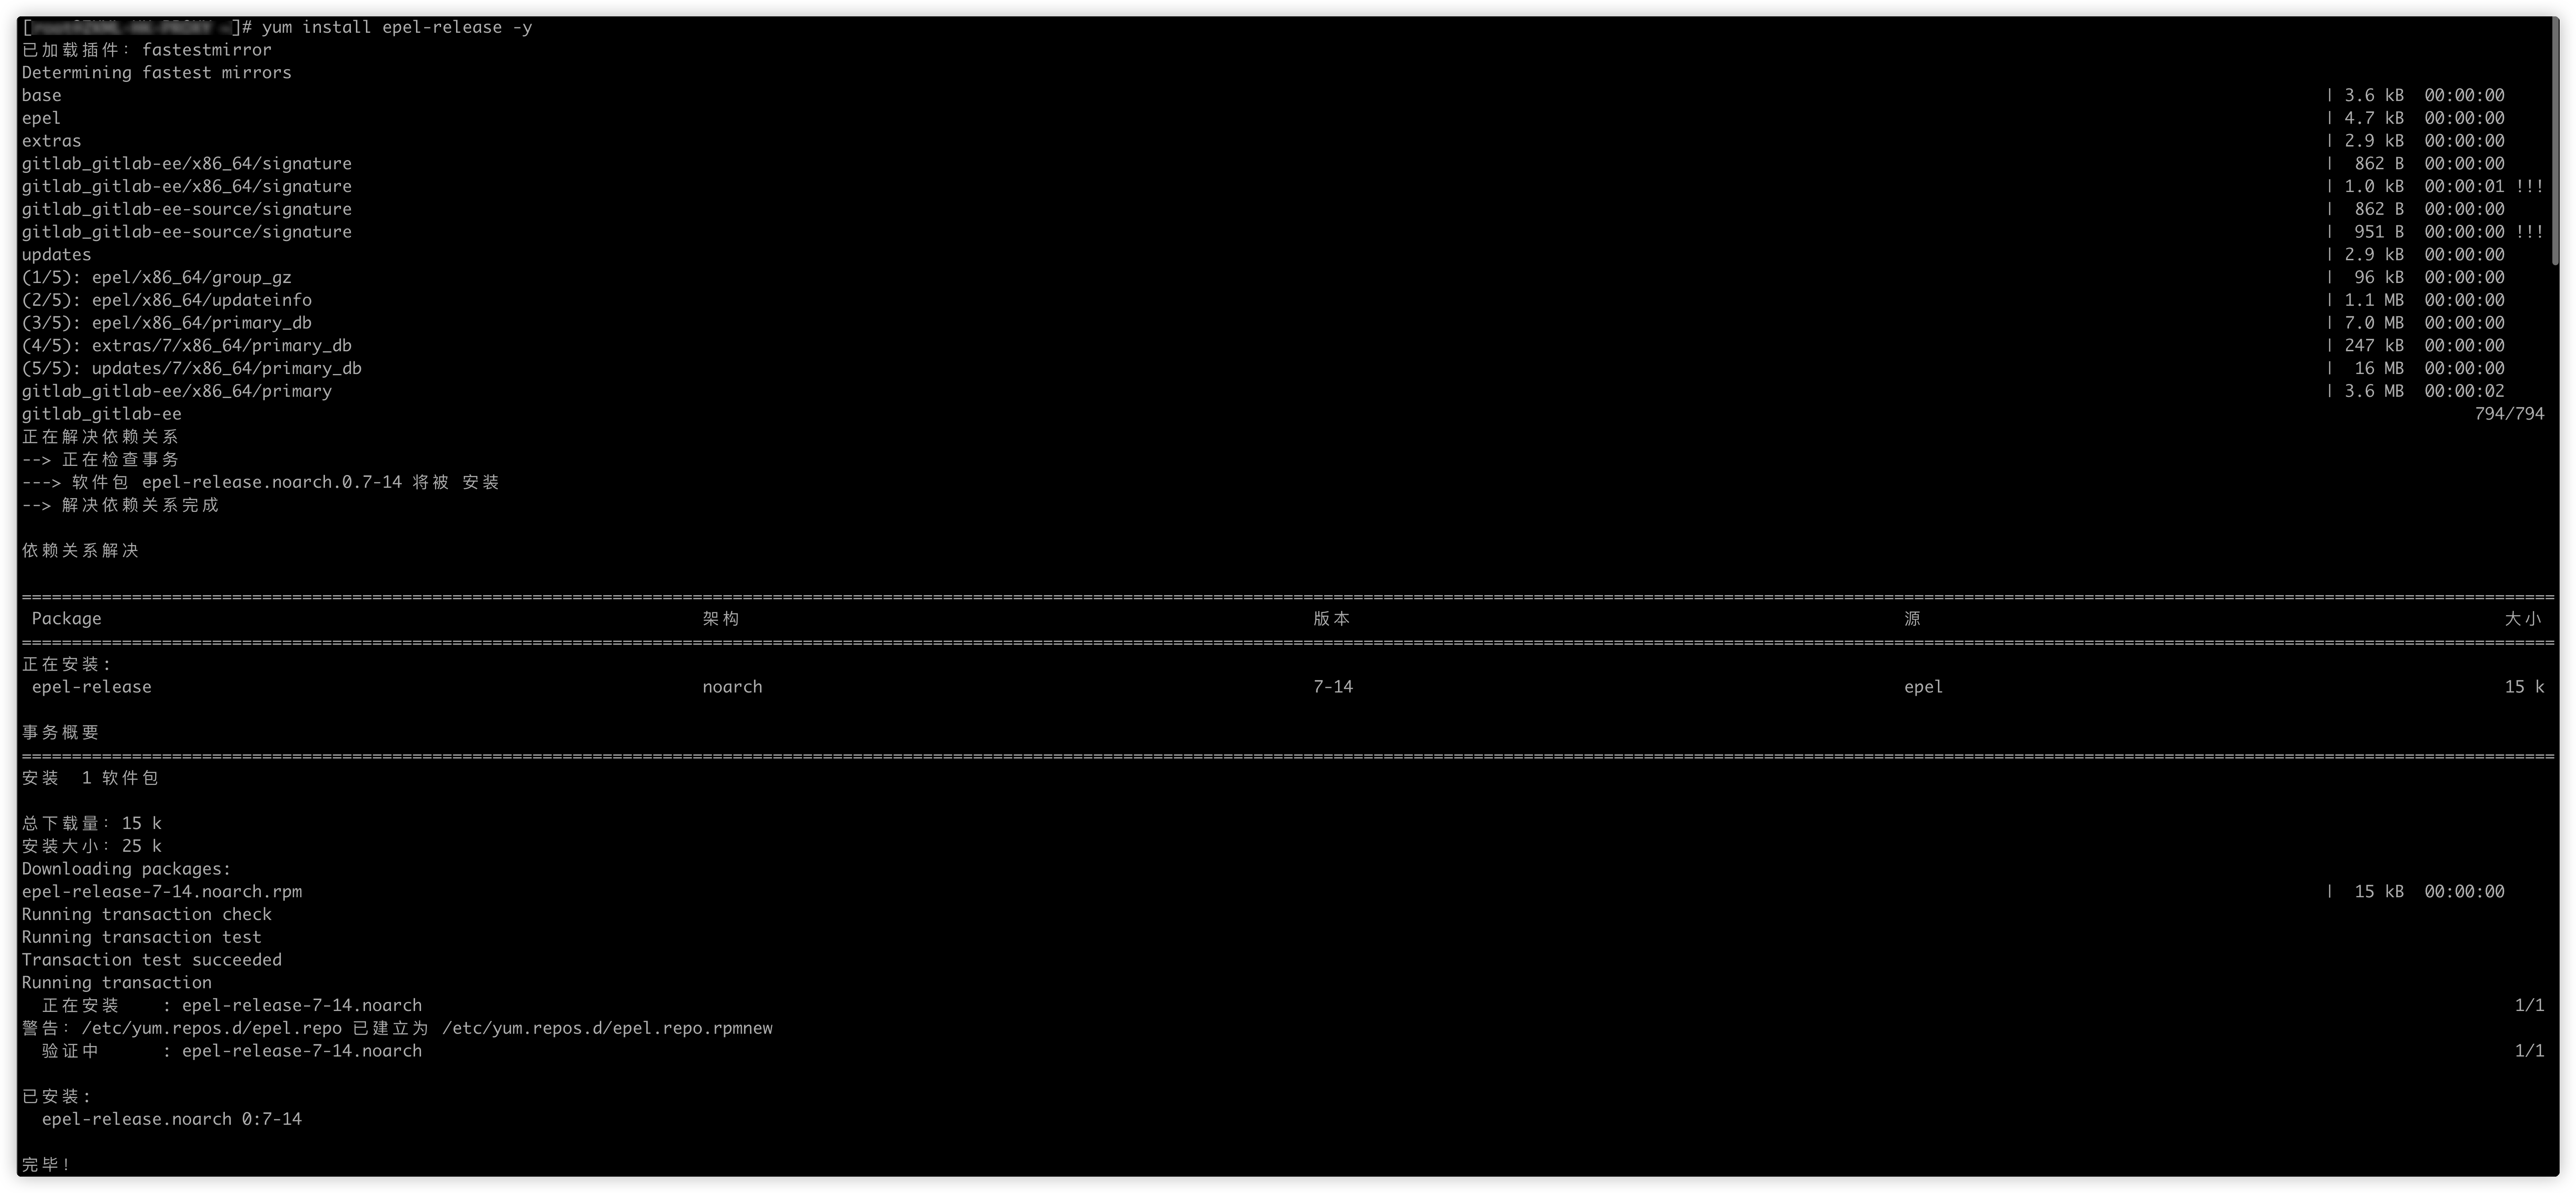 [ ]# yum install epel-release -y
已加载插件：fastestmirror
Determining fastest mirrors
base | 3.6 kB 00:00:00
epel | 4.7 kB 00:00:00
extras | 2.9 kB 00:00:00
gitlab_gitlab-ee/x86_64/signature | 862 B 00:00:00
gitlab_gitlab-ee/x86_64/signature | 1.0 kB 00:00:01 !!!
gitlab_gitlab-ee-source/signature | 862 B 00:00:00
gitlab_gitlab-ee-source/signature | 951 B 00:00:00 !!!
updates | 2.9 kB 00:00:00
(1/5): epel/x86_64/group_gz | 96 kB 00:00:00
(2/5): epel/x86_64/updateinfo | 1.1 MB 00:00:00
(3/5): epel/x86_64/primary_db | 7.0 MB 00:00:00
(4/5): extras/7/x86_64/primary_db | 247 kB 00:00:00
(5/5): updates/7/x86_64/primary_db | 16 MB 00:00:00
gitlab_gitlab-ee/x86_64/primary | 3.6 MB 00:00:02
gitlab_gitlab-ee 794/794
正在解决依赖关系
--> 正在检查事务
---> 软件包 epel-release.noarch.0.7-14 将被 安装
--> 解决依赖关系完成
依赖关系解决
Package 架构 版本 源 大小
正在安装:
epel-release noarch 7-14 epel 15 k
事务概要
安装 1 软件包
总下载量：15 k
安装大小：25 k
Downloading packages:
epel-release-7-14.noarch.rpm | 15 kB 00:00:00
Running transaction check
Running transaction test
Transaction test succeeded
Running transaction
正在安装 : epel-release-7-14.noarch 1/1
警告：/etc/yum.repos.d/epel.repo 已建立为 /etc/yum.repos.d/epel.repo.rpmnew
验证中 : epel-release-7-14.noarch 1/1
已安装:
epel-release.noarch 0:7-14
完毕！